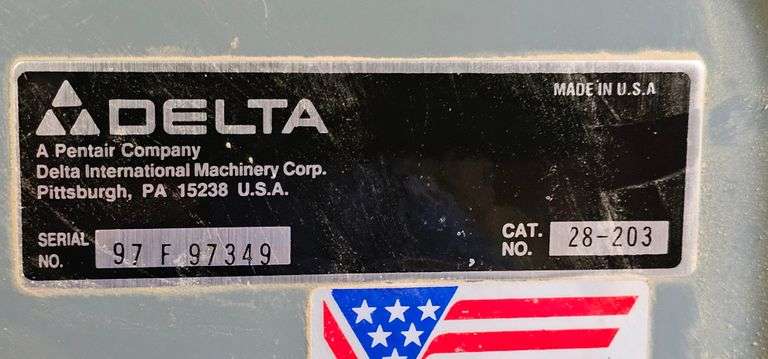 DELTA
MADE IN U.S.A
A Pentair Company
Delta International Machinery Corp.
Pittsburgh, PA 15238 U.S.A.
SERIAL NO. 97 F 97349
CAT. NO. 28-203